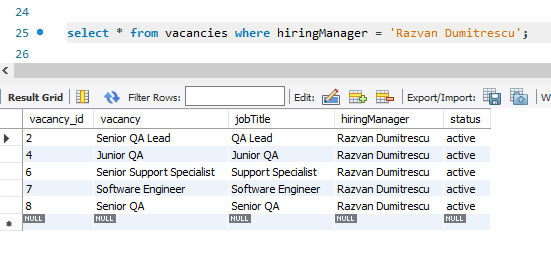 24
25 select * from vacancies where hiringManager = 'Razvan Dumitrescu';
26
Result Grid Filter Rows: Edit: Export/Import: W
vacancy_id vacancy jobTitle hiringManager status
2 Senior QA Lead QA Lead Razvan Dumitrescu active
4 Junior QA Junior QA Razvan Dumitrescu active
6 Senior Support Specialist Support Specialist Razvan Dumitrescu active
7 Software Engineer Software Engineer Razvan Dumitrescu active
8 Senior QA Senior QA Razvan Dumitrescu active
NULL NULL NULL NULL NULL